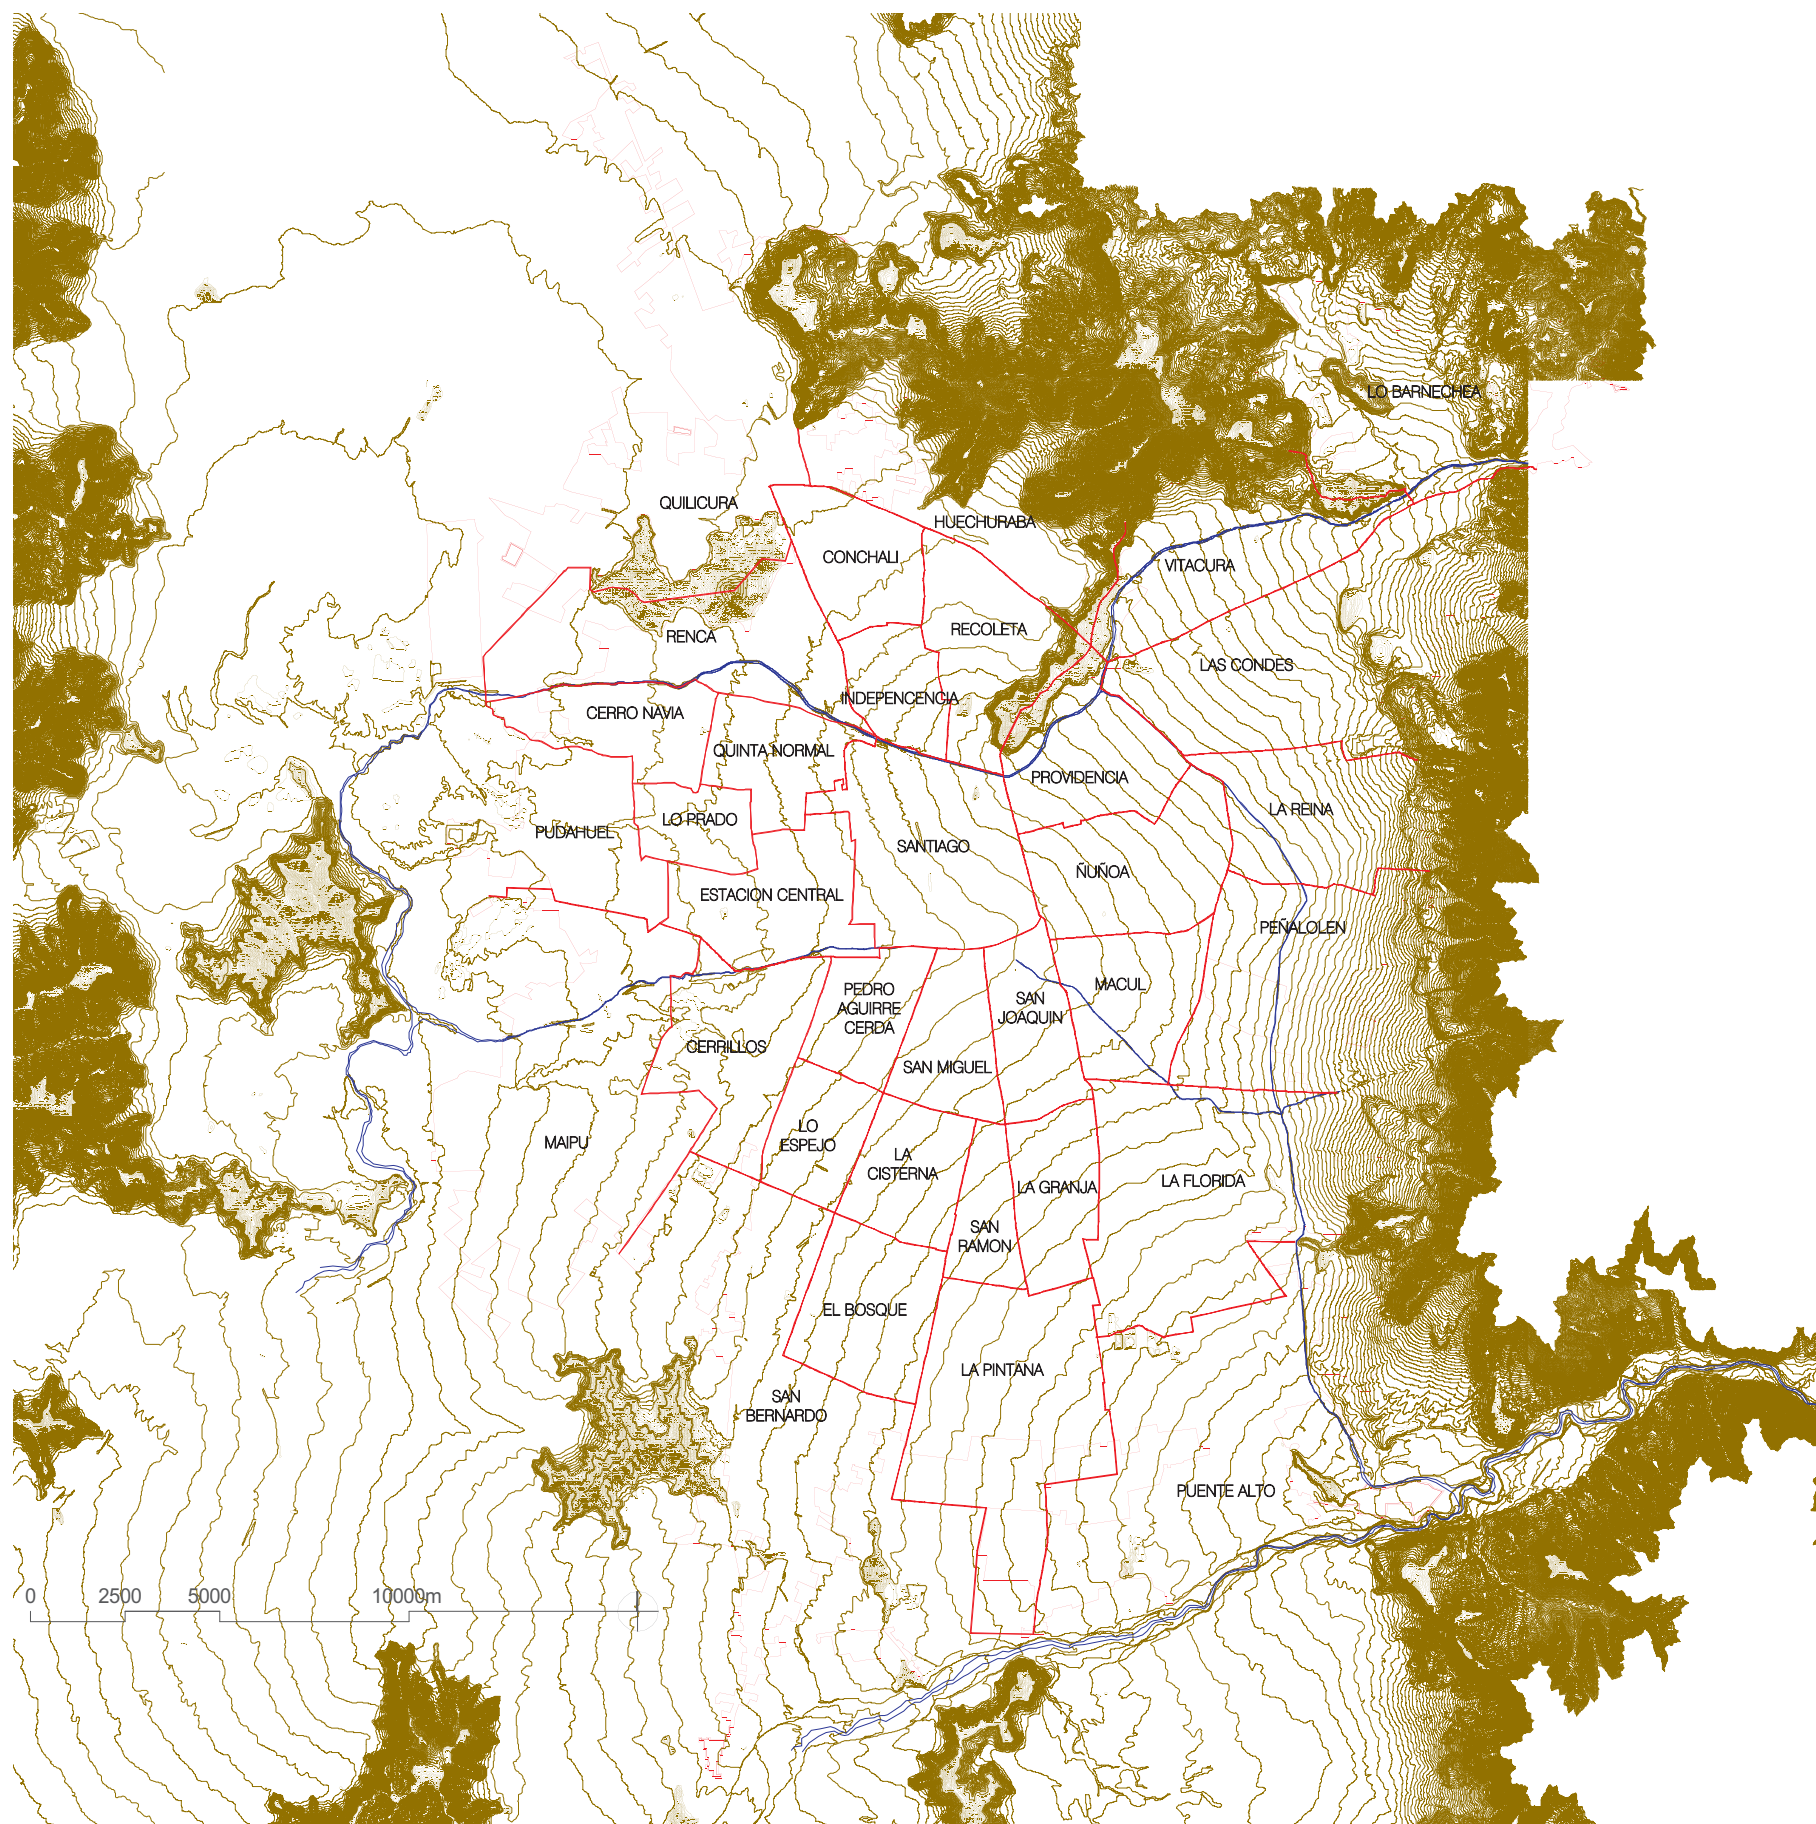 LO BARNECHEA
QUILICURA
HUECHURABA
CONCHALI
VITACURA
RECOLETA
RENCA
LAS CONDES
INDEPENCENCIA
CERRO NAVIA
QUINTA NORMAL
PROVIDENCIA
LA REINA
LO PRADO
PUDAHUEL
SANTIAGO
ÑUÑOA
ESTACION CENTRAL
PEÑALOLEN
MACUL
PEDRO
AGUIRRE
CERDA
SAN
JOAQUIN
CERRILLOS
SAN MIGUEL
MAIPU
LO
ESPEJO
LA
CISTERNA
LA GRANJA
LA FLORIDA
SAN
RAMON
EL BOSQUE
LA PINTANA
SAN
BERNARDO
PUENTE ALTO
0 2500 5000 10000m